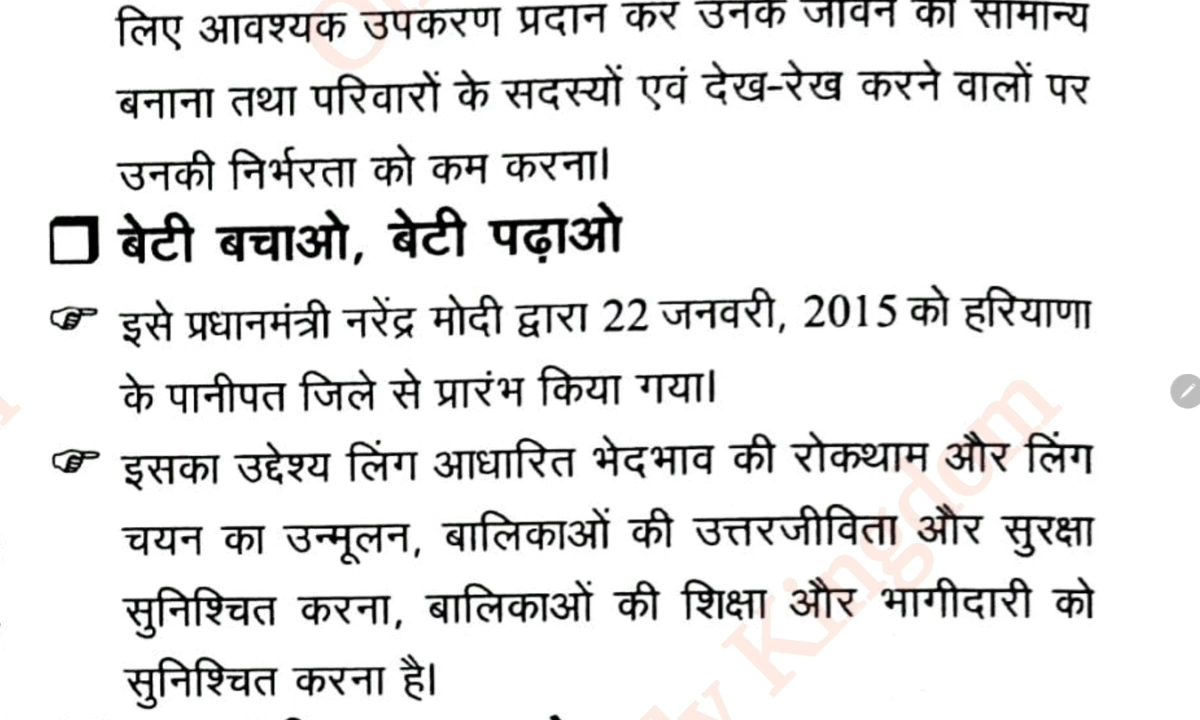 लिए आवश्यक उपकरण प्रदान कर उनके जीवन को सामान्य
बनाना तथा परिवारों के सदस्यों एवं देख-रेख करने वालों पर
उनकी निर्भरता को कम करना।
❒ बेटी बचाओ, बेटी पढ़ाओ
☞ इसे प्रधानमंत्री नरेंद्र मोदी द्वारा 22 जनवरी, 2015 को हरियाणा
के पानीपत जिले से प्रारंभ किया गया।
☞ इसका उद्देश्य लिंग आधारित भेदभाव की रोकथाम और लिंग
चयन का उन्मूलन, बालिकाओं की उत्तरजीविता और सुरक्षा
सुनिश्चित करना, बालिकाओं की शिक्षा और भागीदारी को
सुनिश्चित करना है।
Kingdom